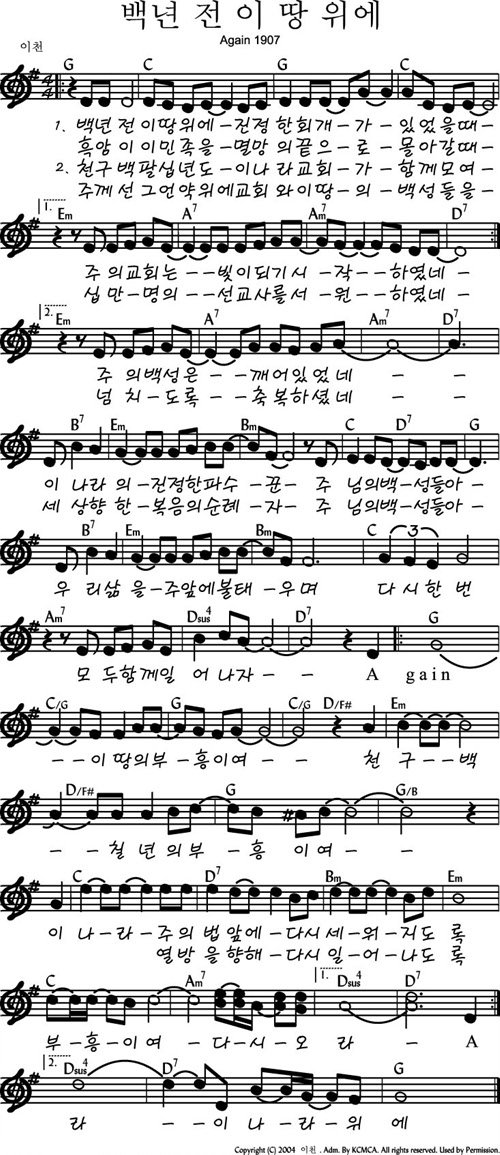 백년 전 이 땅 위에
Again 1907
이천
G C G C
1. 백년 전 이땅위에-진정 한회개-가- 있었을때-
흑암 이 이민족을-멸망 의끝으-로- 몰아갈때-
2. 천구 백 팔십년도-이나 라교회-가- 함께 모여-
주께 선 그언약위에교회 와이땅-의- 백성들을-
1. Em A7 Am7 D7
주 의교회는--빛이되기시 작--하였네-
십 만-명의--선교사를서 원--하였네-
2. Em A7 Am7 D7
주 의백성은--깨어있었네 - -
넘 치-도록--축복하셨네 - -
B7 Em Bm C D7 G
이 나라 의-진정한파수-꾼- 주 님의백-성들아-
세 상향 한-복음의순례-자- 주 님의백-성들아-
B7 Em Bm C 3
우 리삶 을-주앞에불태-우며 다시한 번
Am7 Dsus4 D7 G
모 두함께일 어나자- - A gain
C/G G C/G D/F# Em
---이 땅의부-흥이여-- 천 구--백
D/F# G G/B
--칠 년의부-흥 이여--
C D7 Bm Em
이 나-라-주의 법앞에-다시세-워-지도 록
열방 을향해-다시일-어-나도 록
C Am7 1. Dsus4 D7
부-흥-이여 -다-시-오 라- A
2. Dsus4 D7 G
라 --이 나-라-위 에
Copyright (C) 2004 이천 . Adm. By KCMCA. All rights reserved. Used by Permission.